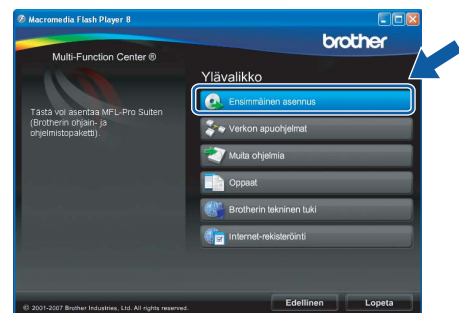 Macromedia Flash Player 8
brother
Multi-Function Center ®
Ylävalikko
Tästä voi asentaa MFL-Pro Suiten
(Brotherin ohjain- ja
ohjelmistopaketti).
Ensimmäinen asennus
Verkon apuohjelmat
Muita ohjelmia
Oppaat
Brotherin tekninen tuki
Internet-rekisteröinti
© 2001-2007 Brother Industries, Ltd. All rights reserved.
Edellinen
Lopeta